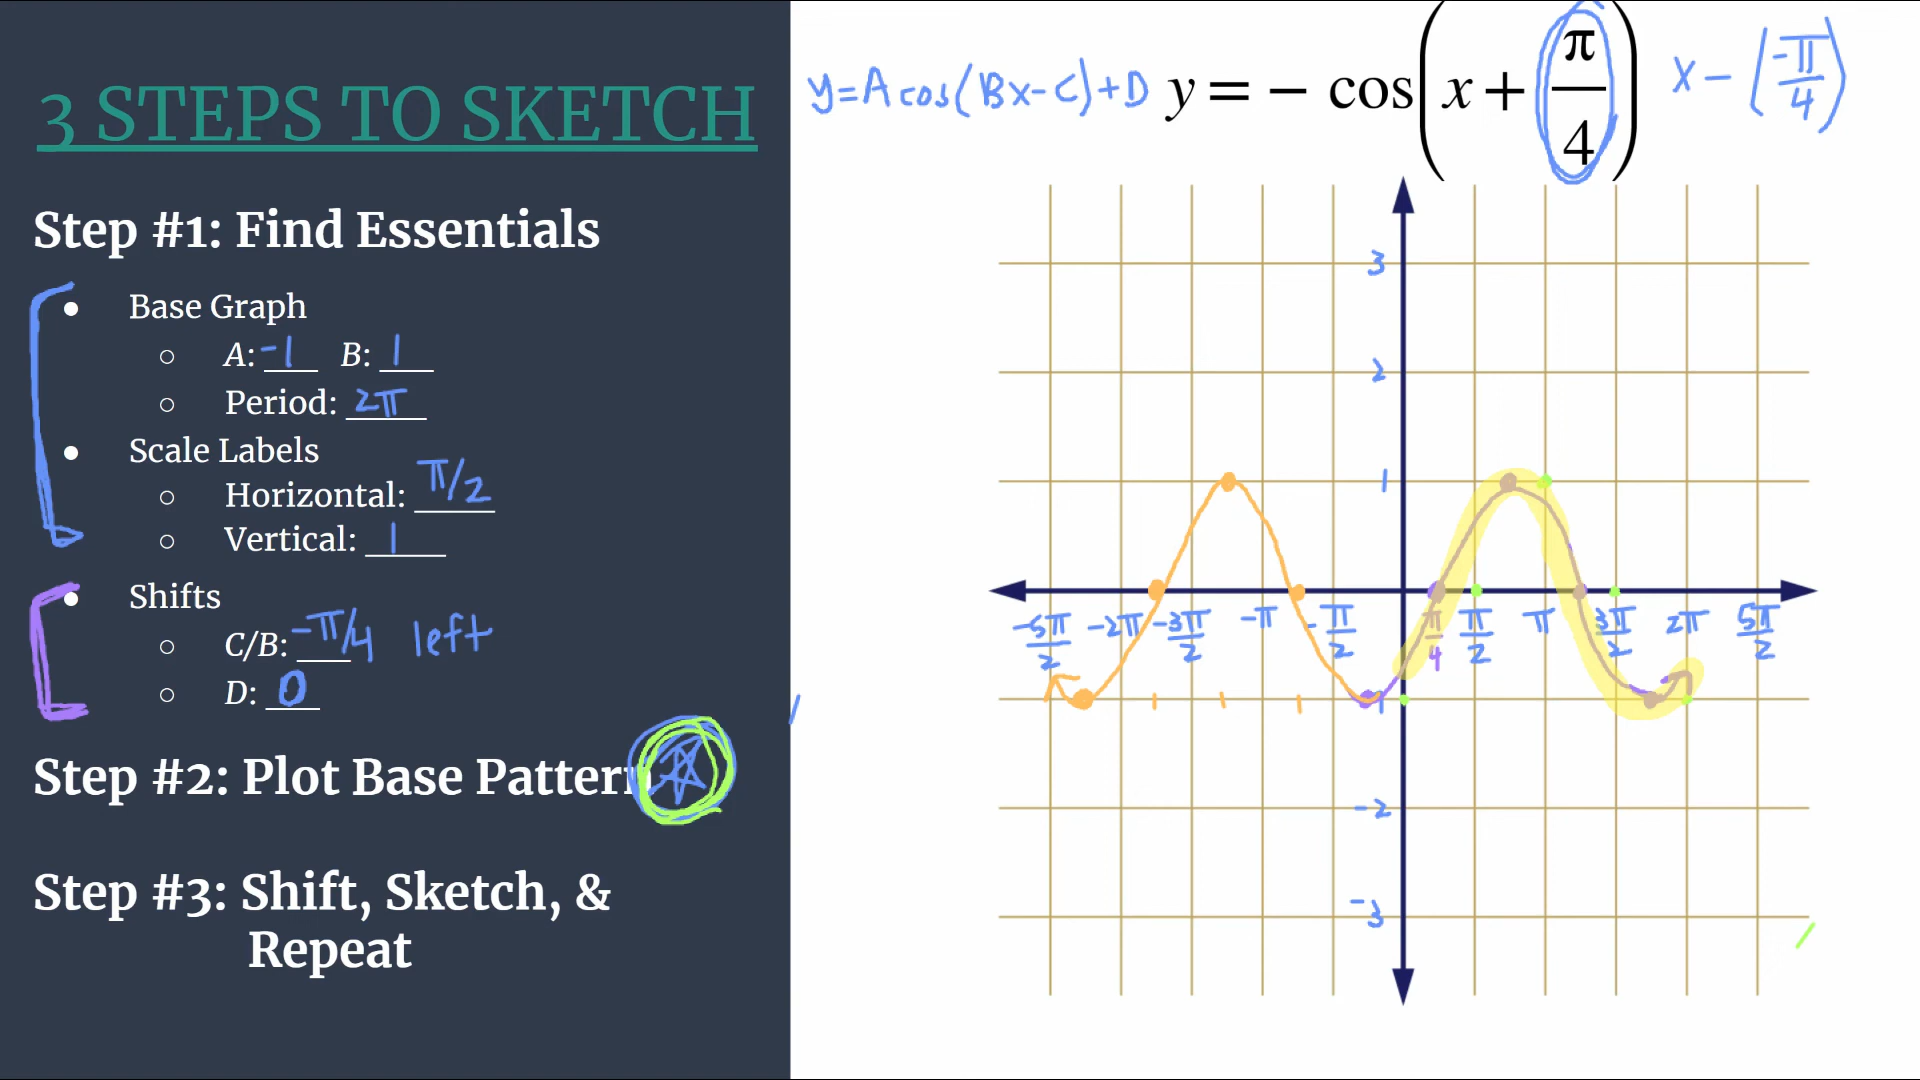 3 STEPS TO SKETCH
Step #1: Find Essentials
● Base Graph
○ A: -1 B: 1
○ Period: 2π
● Scale Labels
○ Horizontal: π/2
○ Vertical: 1
● Shifts
○ C/B: -π/4 left
○ D: 0
Step #2: Plot Base Pattern
Step #3: Shift, Sketch, &
Repeat
y=A cos(Bx-C)+D
y = − cos(x + π/4)
x - (-π/4)
3
2
1
-5π/2 -2π -3π/2 -π -π/2 π/4 π/2 π 3π/2 2π 5π/2
-1
-2
-3